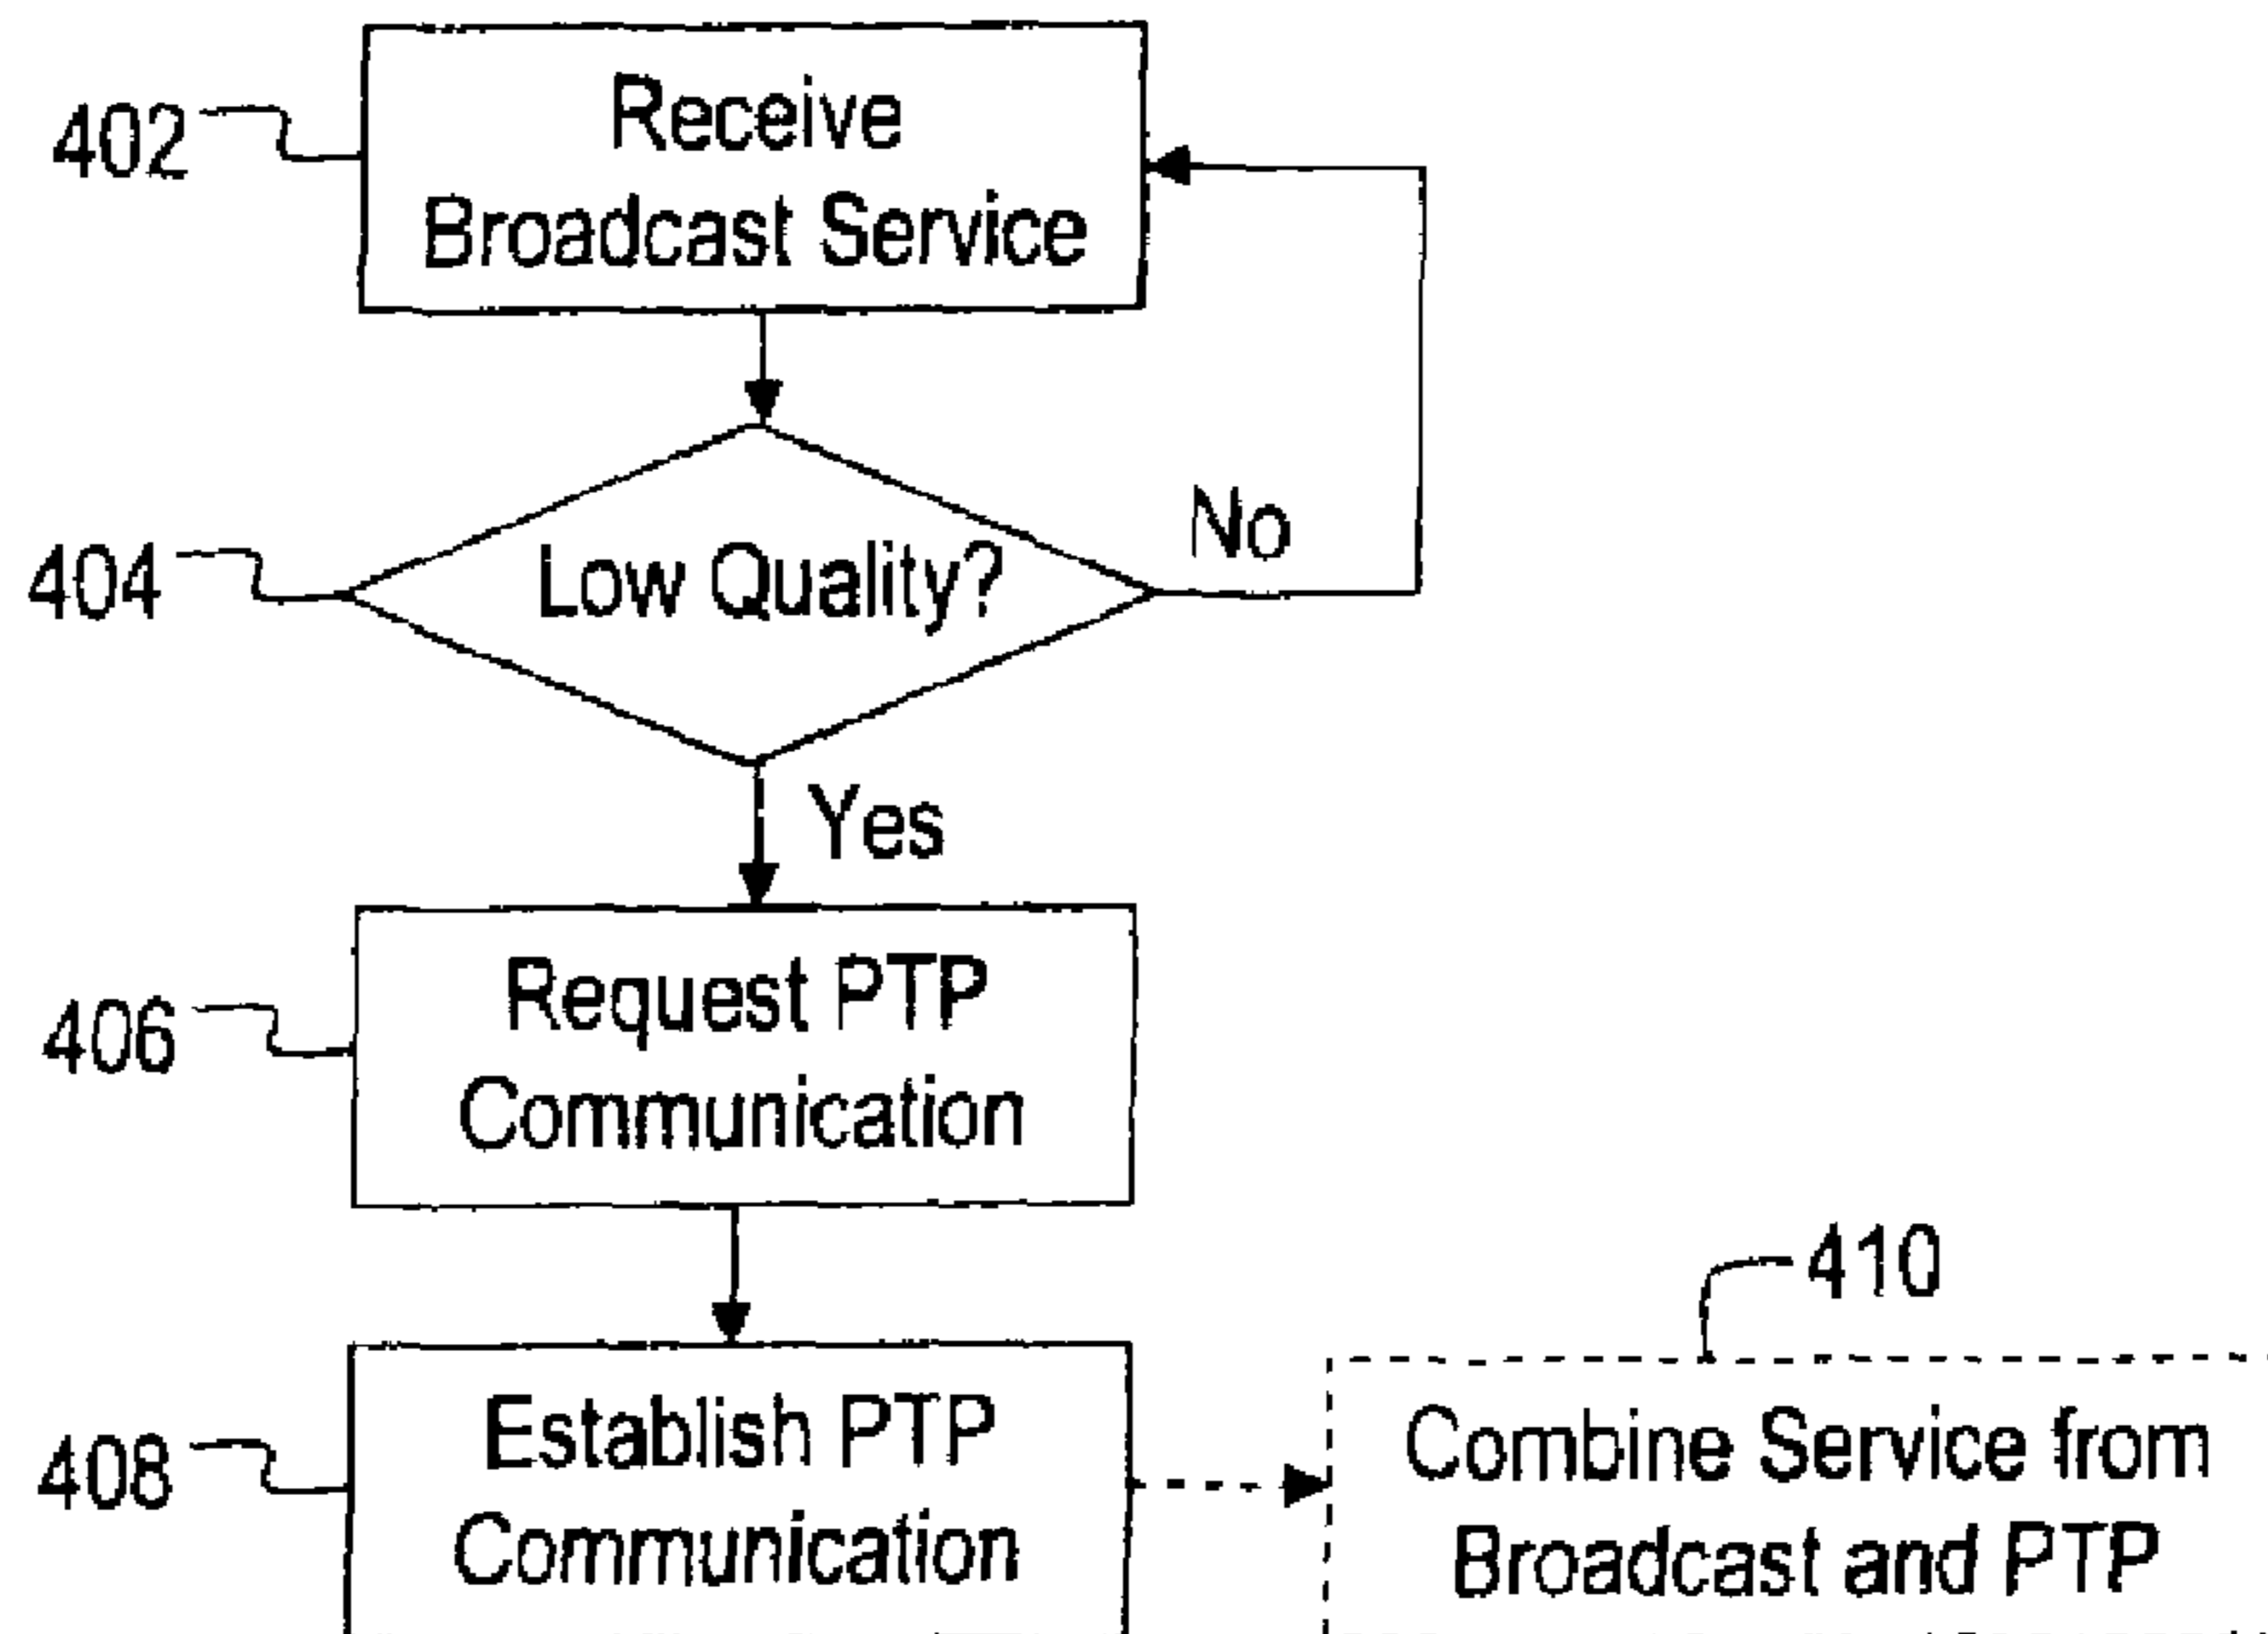 402
Receive
Broadcast Service
404
Low Quality?
No
Yes
406
Request PTP
Communication
408
Establish PTP
Communication
410
Combine Service from
Broadcast and PTP